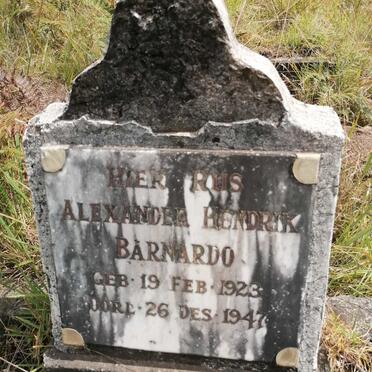 HIER RUS
ALEXANDER HENDRIK
BARNARDO
GEB. 19 FEB. 1923
OORL. 26 DES. 1947